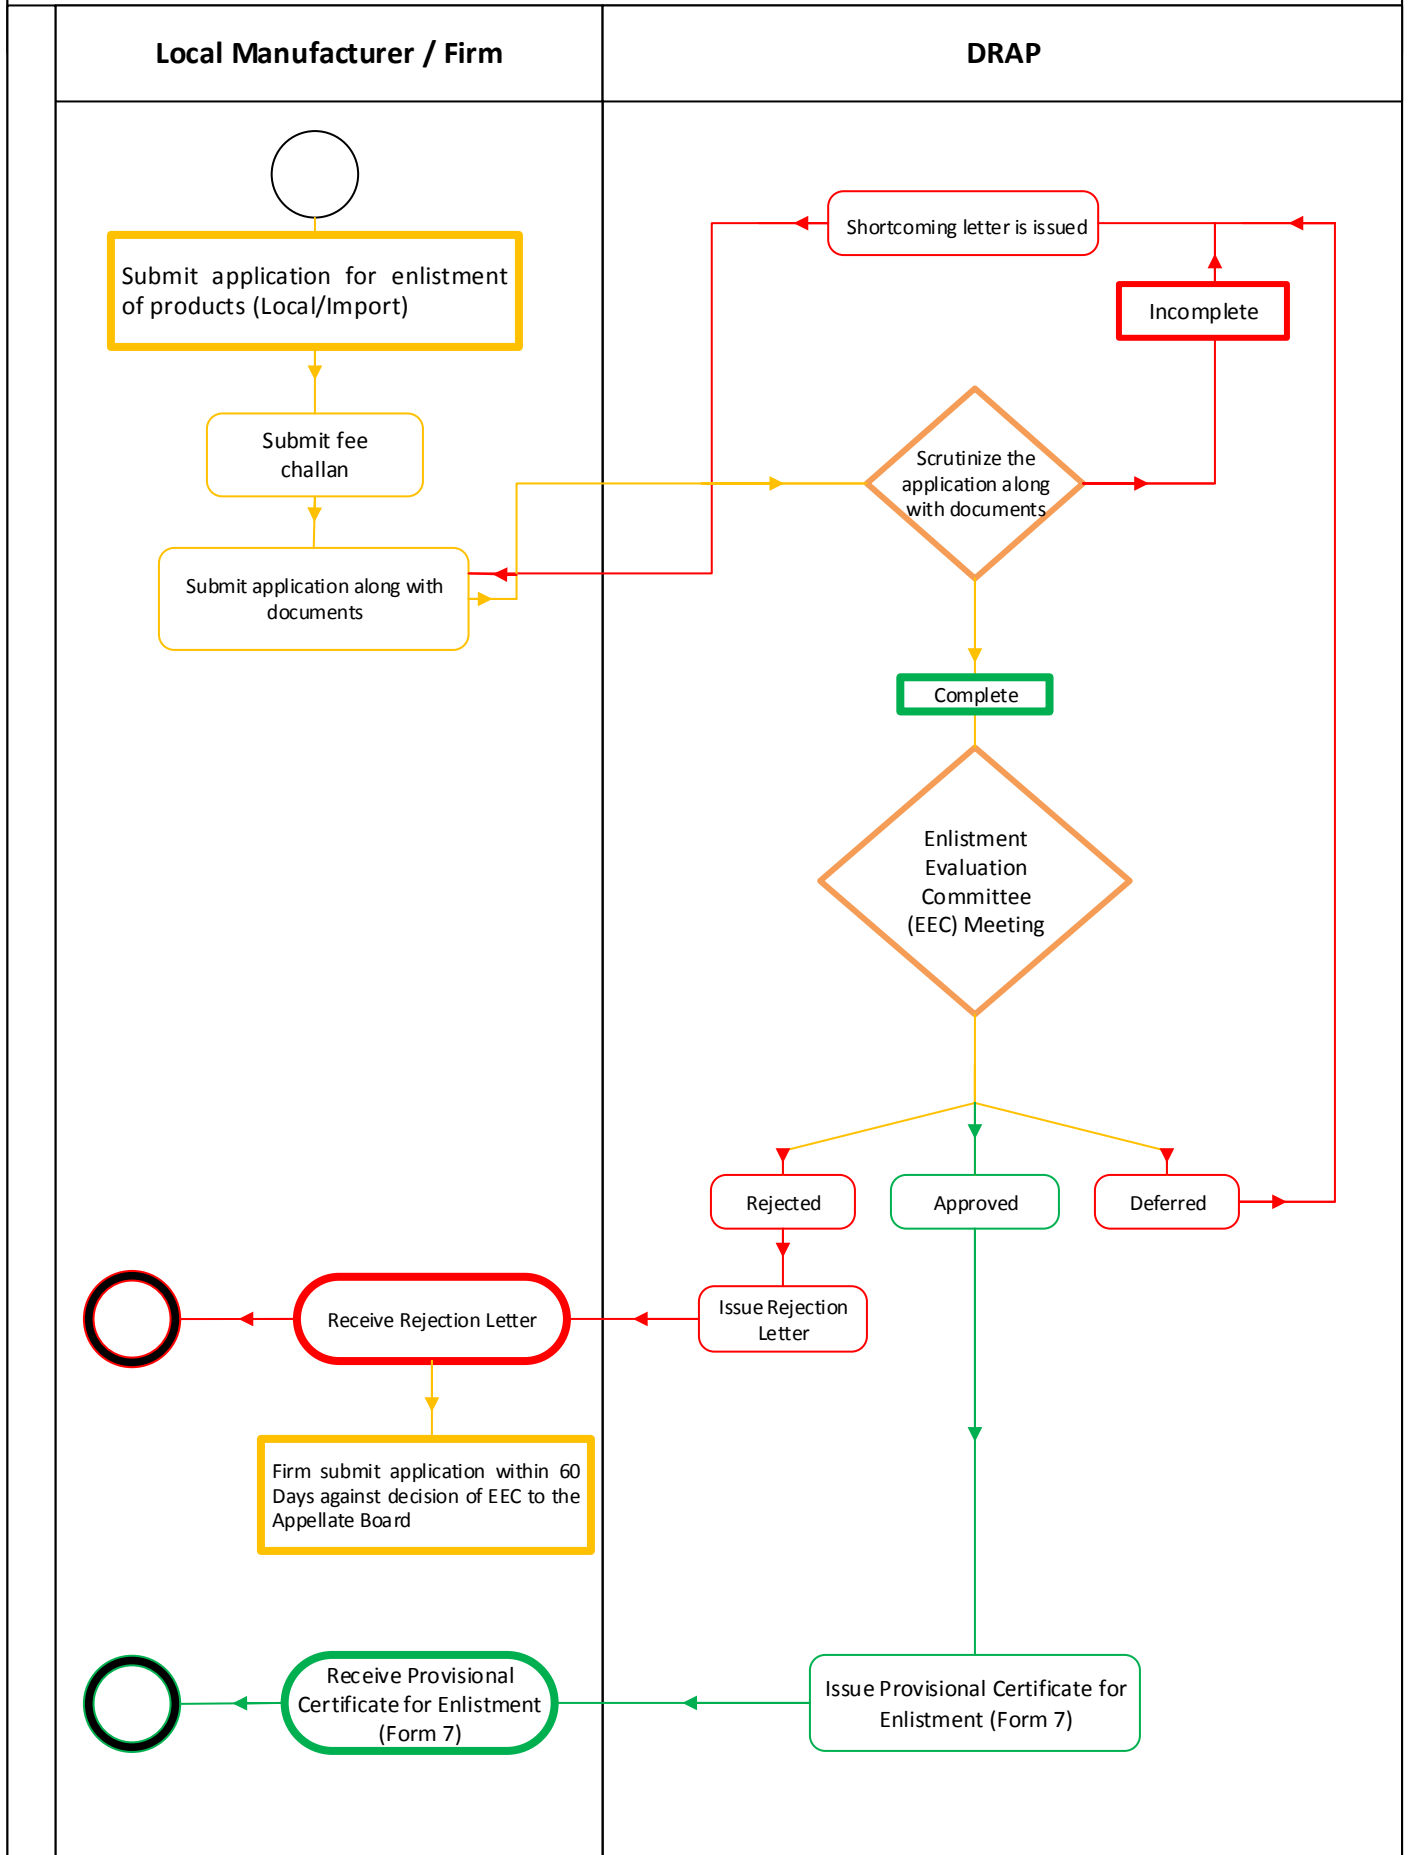 Local Manufacturer / Firm
DRAP
Submit application for enlistment
of products (Local/Import)
Submit fee
challan
Submit application along with
documents
Shortcoming letter is issued
Incomplete
Scrutinize the
application along
with documents
Complete
Enlistment
Evaluation
Committee
(EEC) Meeting
Rejected
Approved
Deferred
Issue Rejection
Letter
Receive Rejection Letter
Firm submit application within 60
Days against decision of EEC to the
Appellate Board
Receive Provisional
Certificate for Enlistment
(Form 7)
Issue Provisional Certificate for
Enlistment (Form 7)